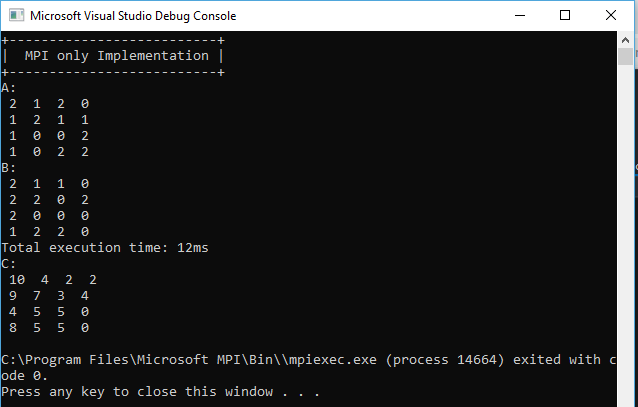 Microsoft Visual Studio Debug Console
+--------------------------+
|  MPI only Implementation |
+--------------------------+
A:
 2  1  2  0
 1  2  1  1
 1  0  0  2
 1  0  2  2
B:
 2  1  1  0
 2  2  0  2
 2  0  0  0
 1  2  2  0
Total execution time: 12ms
C:
 10  4  2  2
 9  7  3  4
 4  5  5  0
 8  5  5  0

C:\Program Files\Microsoft MPI\Bin\\mpiexec.exe (process 14664) exited with c
ode 0.
Press any key to close this window . . .